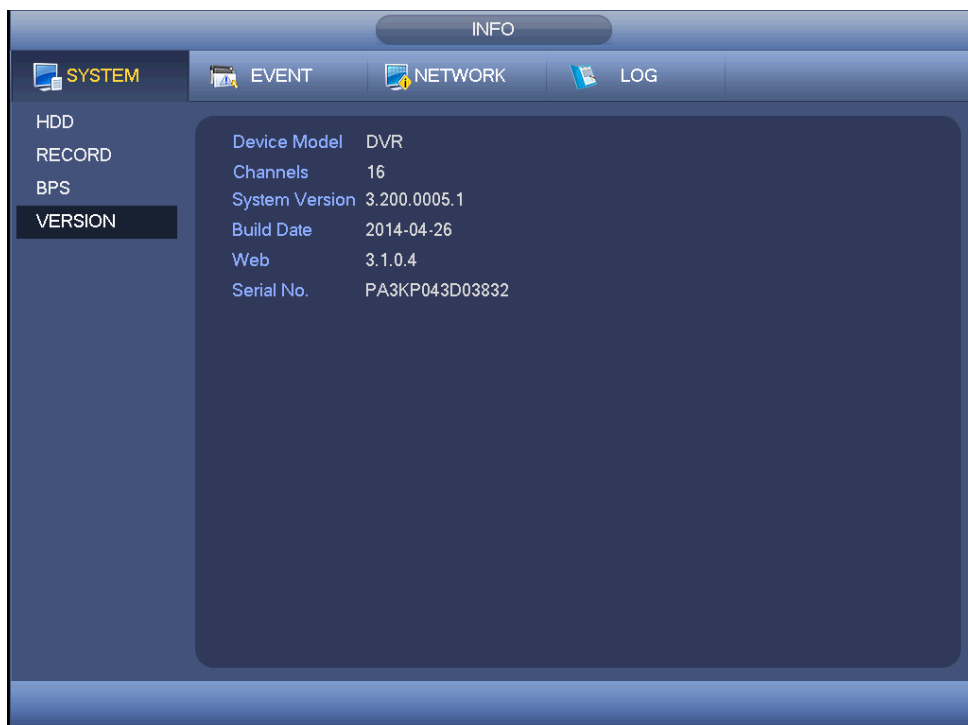 INFO
SYSTEM EVENT NETWORK LOG
HDD
RECORD
BPS
VERSION
Device Model DVR
Channels 16
System Version 3.200.0005.1
Build Date 2014-04-26
Web 3.1.0.4
Serial No. PA3KP043D03832